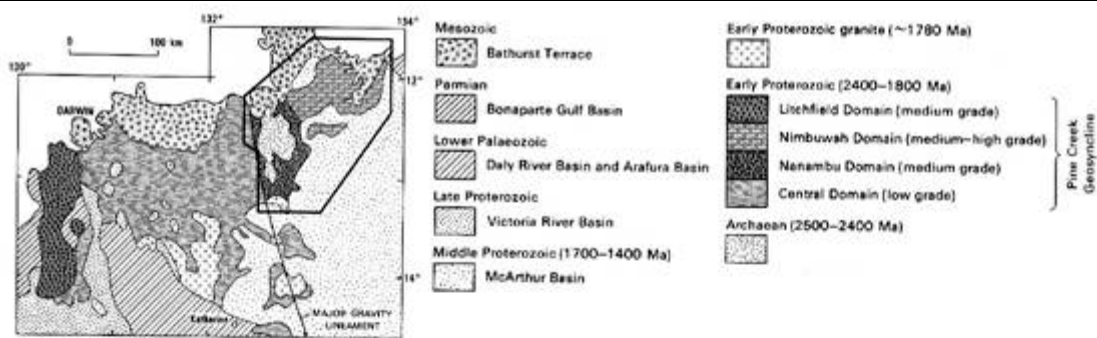 132°
134°
0 100 km
130°
12°
DARWIN
14°
Katherine
MAJOR GRAVITY
LINEAMENT
Mesozoic
Bathurst Terrace
Permian
Bonaparte Gulf Basin
Lower Palaeozoic
Daly River Basin and Arafura Basin
Late Proterozoic
Victoria River Basin
Middle Proterozoic (1700–1400 Ma)
McArthur Basin
Early Proterozoic granite (~1780 Ma)
Early Proterozoic (2400–1800 Ma)
Litchfield Domain (medium grade)
Nimbuwah Domain (medium–high grade)
Nanambu Domain (medium grade)
Central Domain (low grade)
Pine Creek
Geosyncline
Archaean (2500–2400 Ma)